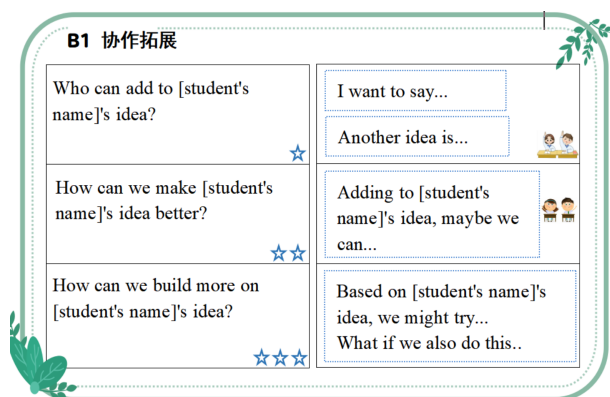 B1 协作拓展
Who can add to [student's
name]'s idea?
I want to say...
Another idea is...
How can we make [student's
name]'s idea better?
Adding to [student's
name]'s idea, maybe we
can...
How can we build more on
[student's name]'s idea?
Based on [student's name]'s
idea, we might try...
What if we also do this..